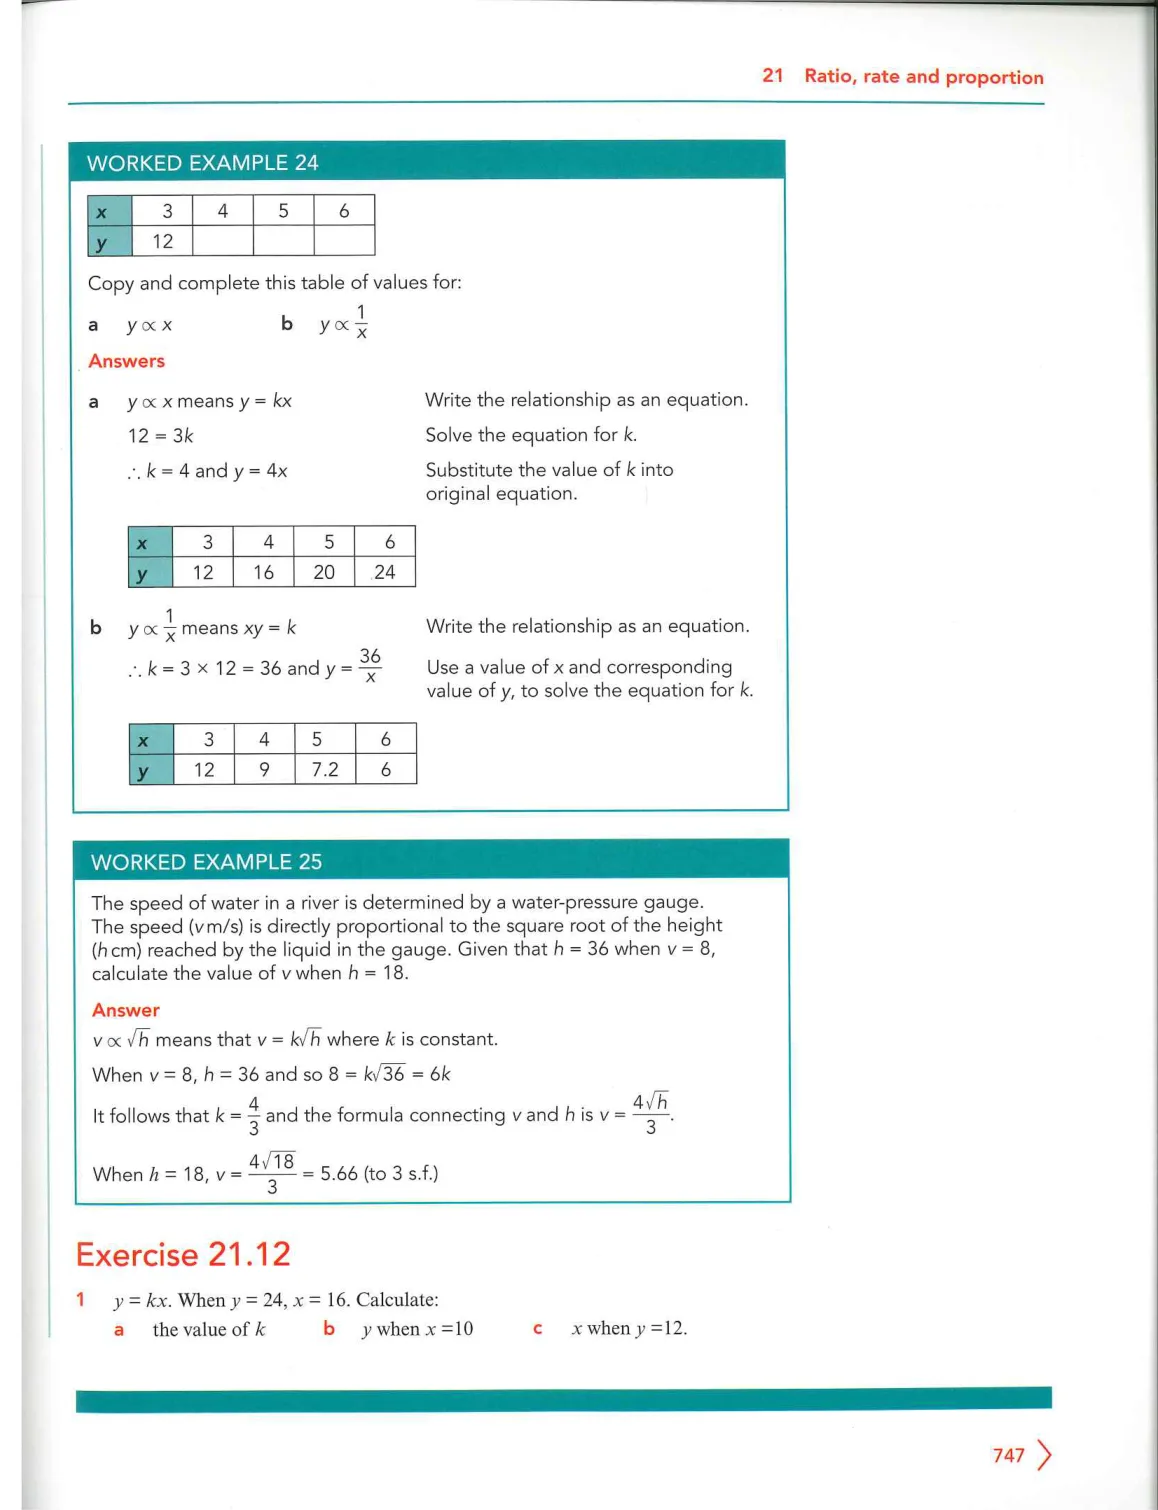 21 Ratio, rate and proportion
WORKED EXAMPLE 24
x 3 4 5 6
y 12
Copy and complete this table of values for:
a y ∝ x b y ∝ 1/x
Answers
a y ∝ x means y = kx Write the relationship as an equation.
12 = 3k Solve the equation for k.
∴ k = 4 and y = 4x Substitute the value of k into
original equation.
x 3 4 5 6
y 12 16 20 24
b y ∝ 1/x means xy = k Write the relationship as an equation.
∴ k = 3 × 12 = 36 and y = 36/x Use a value of x and corresponding
value of y, to solve the equation for k.
x 3 4 5 6
y 12 9 7.2 6
WORKED EXAMPLE 25
The speed of water in a river is determined by a water-pressure gauge.
The speed (v m/s) is directly proportional to the square root of the height
(h cm) reached by the liquid in the gauge. Given that h = 36 when v = 8,
calculate the value of v when h = 18.
Answer
v ∝ √h means that v = k√h where k is constant.
When v = 8, h = 36 and so 8 = k√36 = 6k
It follows that k = 4/3 and the formula connecting v and h is v = 4√h/3.
When h = 18, v = 4√18/3 = 5.66 (to 3 s.f.)
Exercise 21.12
1 y = kx. When y = 24, x = 16. Calculate:
a the value of k b y when x =10 c x when y =12.
747 〉